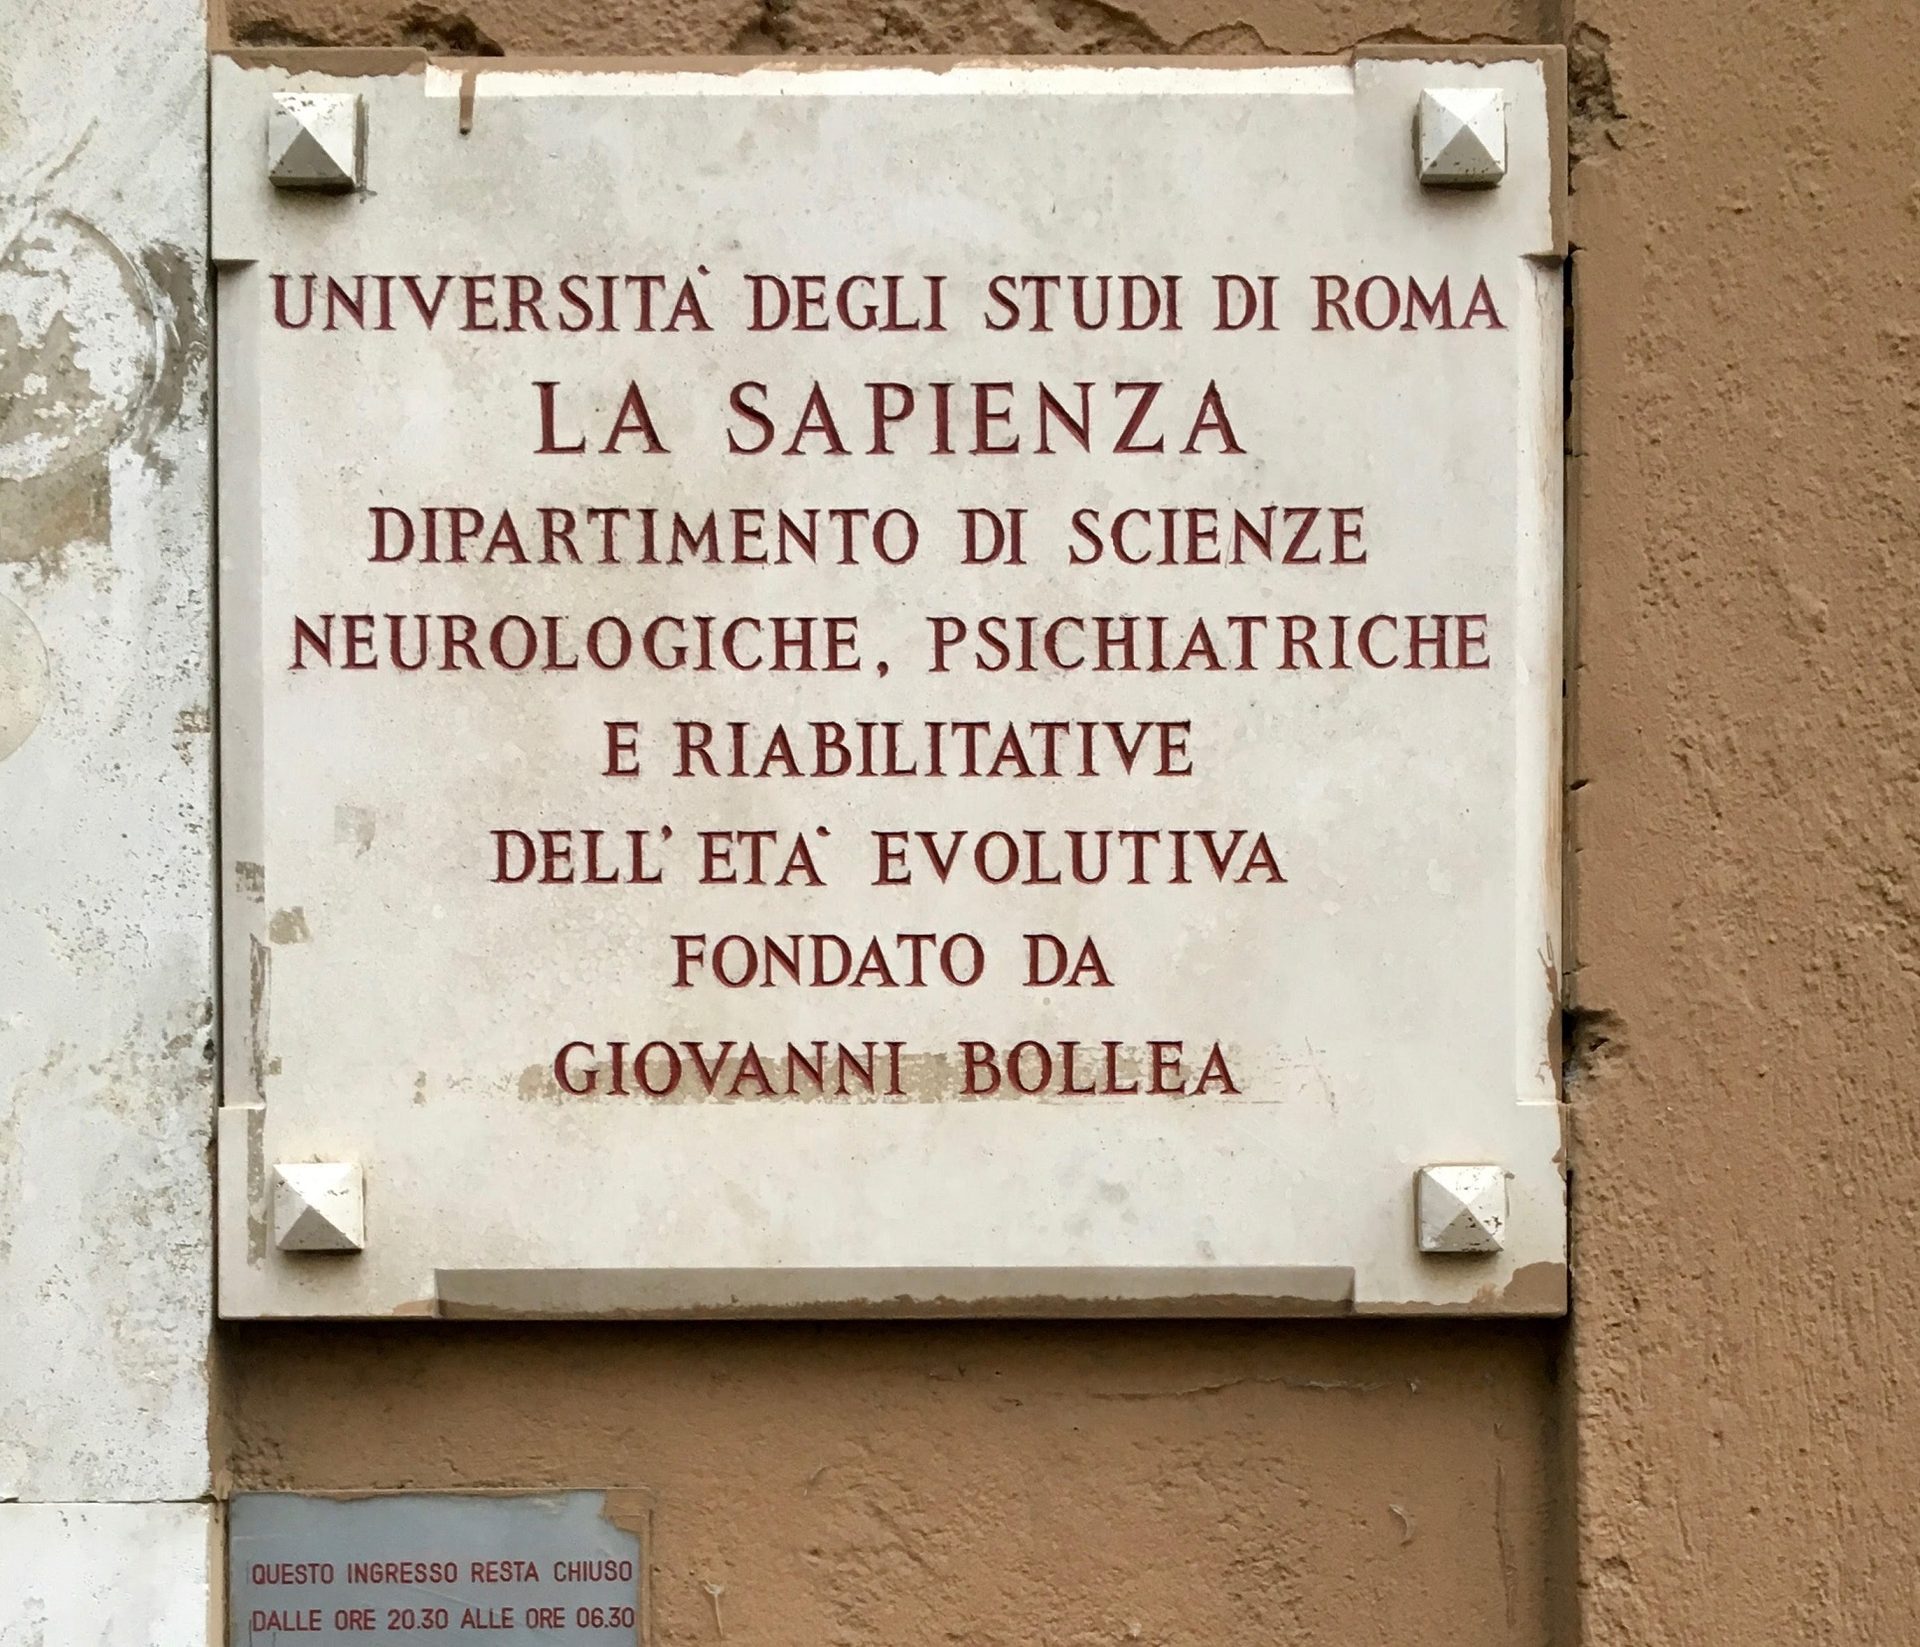 UNIVERSITÀ DEGLI STUDI DI ROMA
LA SAPIENZA
DIPARTIMENTO DI SCIENZE
NEUROLOGICHE, PSICHIATRICHE
E RIABILITATIVE
DELL'ETÀ EVOLUTIVA
FONDATO DA
GIOVANNI BOLLEA
QUESTO INGRESSO RESTA CHIUSO
DALLE ORE 20.30 ALLE ORE 06.30